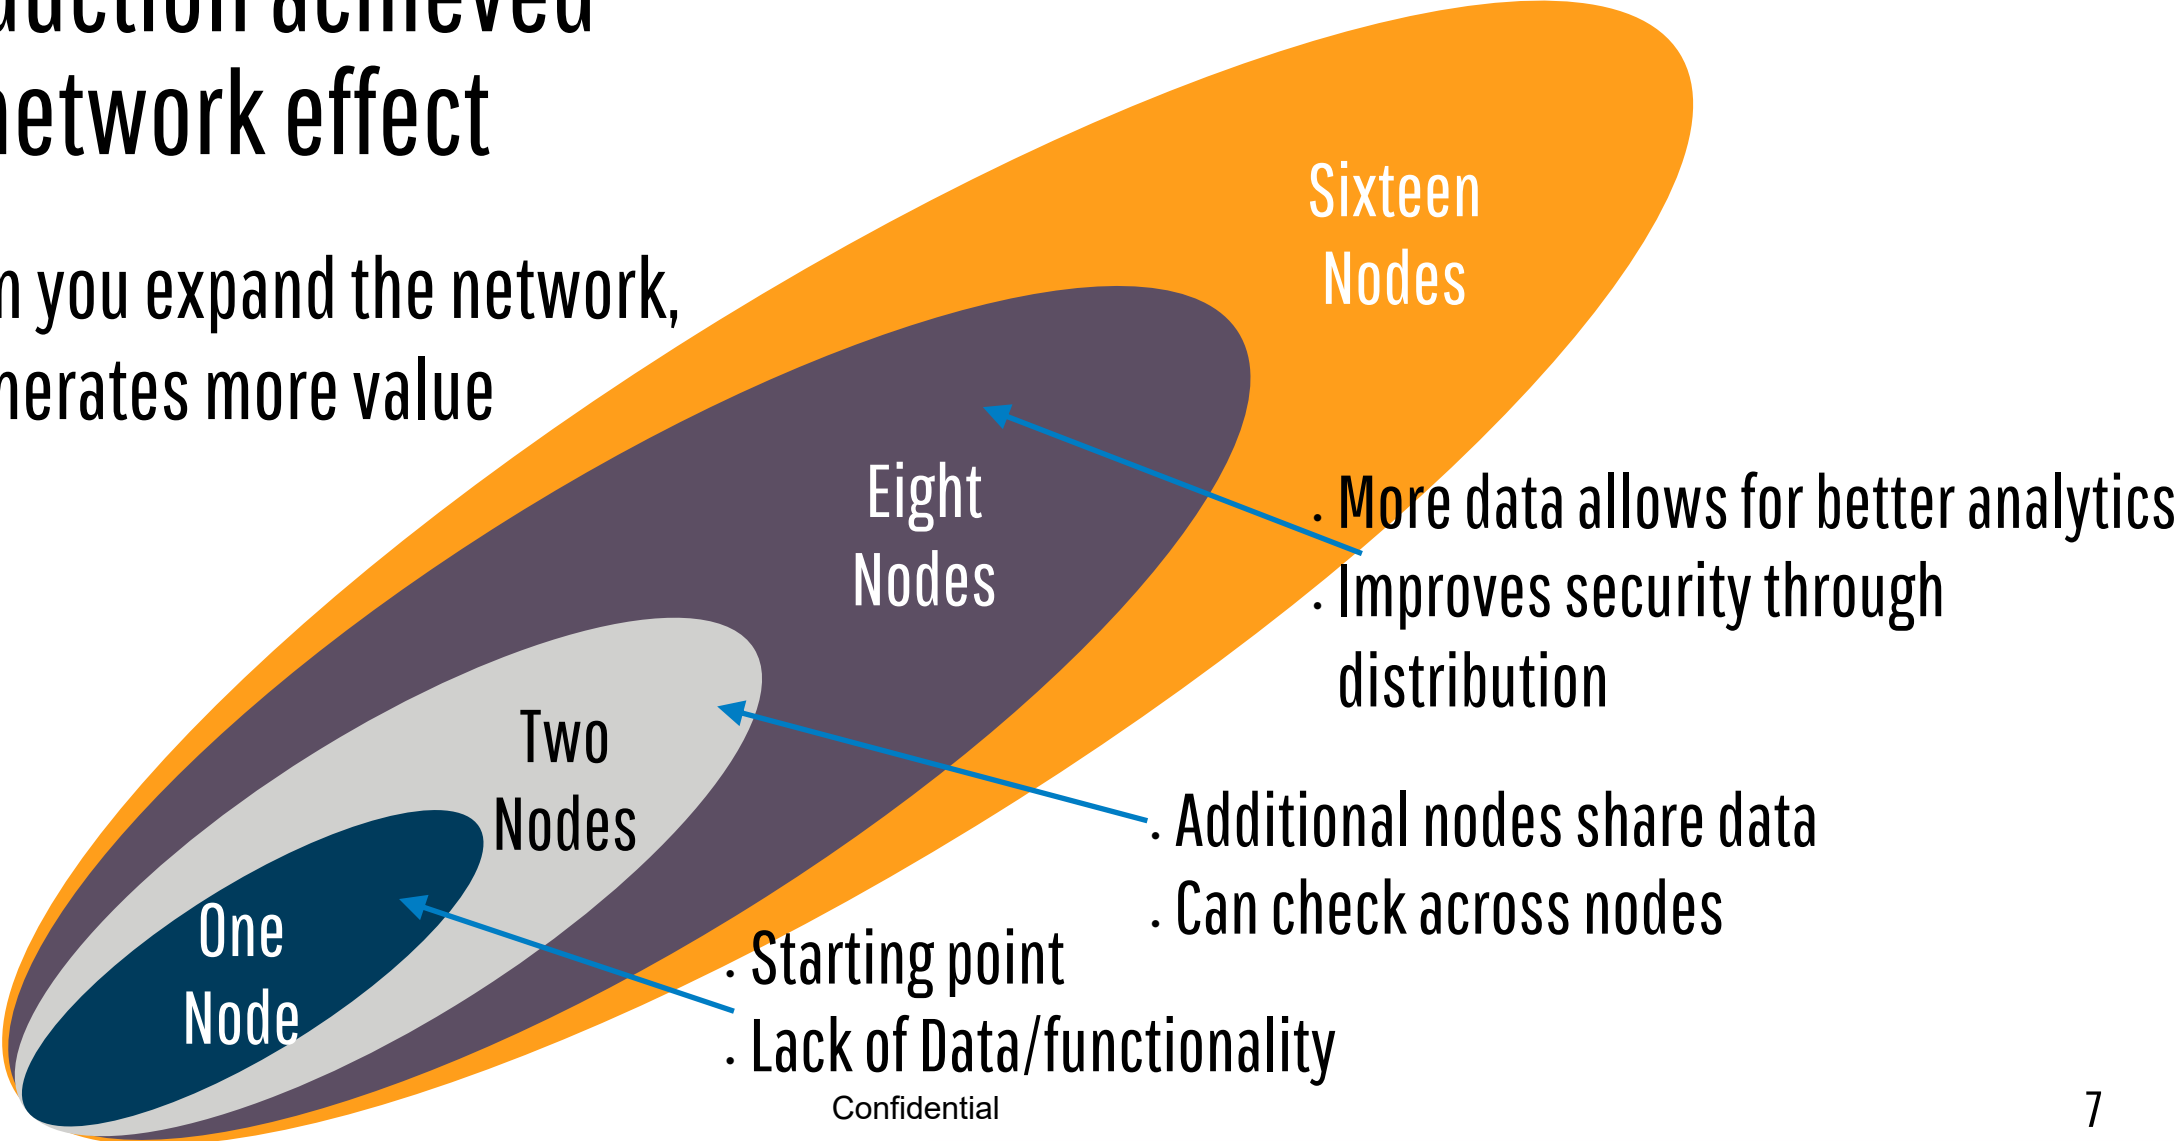 network effect
you expand the network,
more value
Sixteen
Nodes
Eight
Nodes
. More data allows for better analytics
. Improves security through
distribution
Two
Nodes
. Additional nodes share data
. Can check across nodes
One
Node
. Starting point
. Lack of Data/functionality
Confidential
7